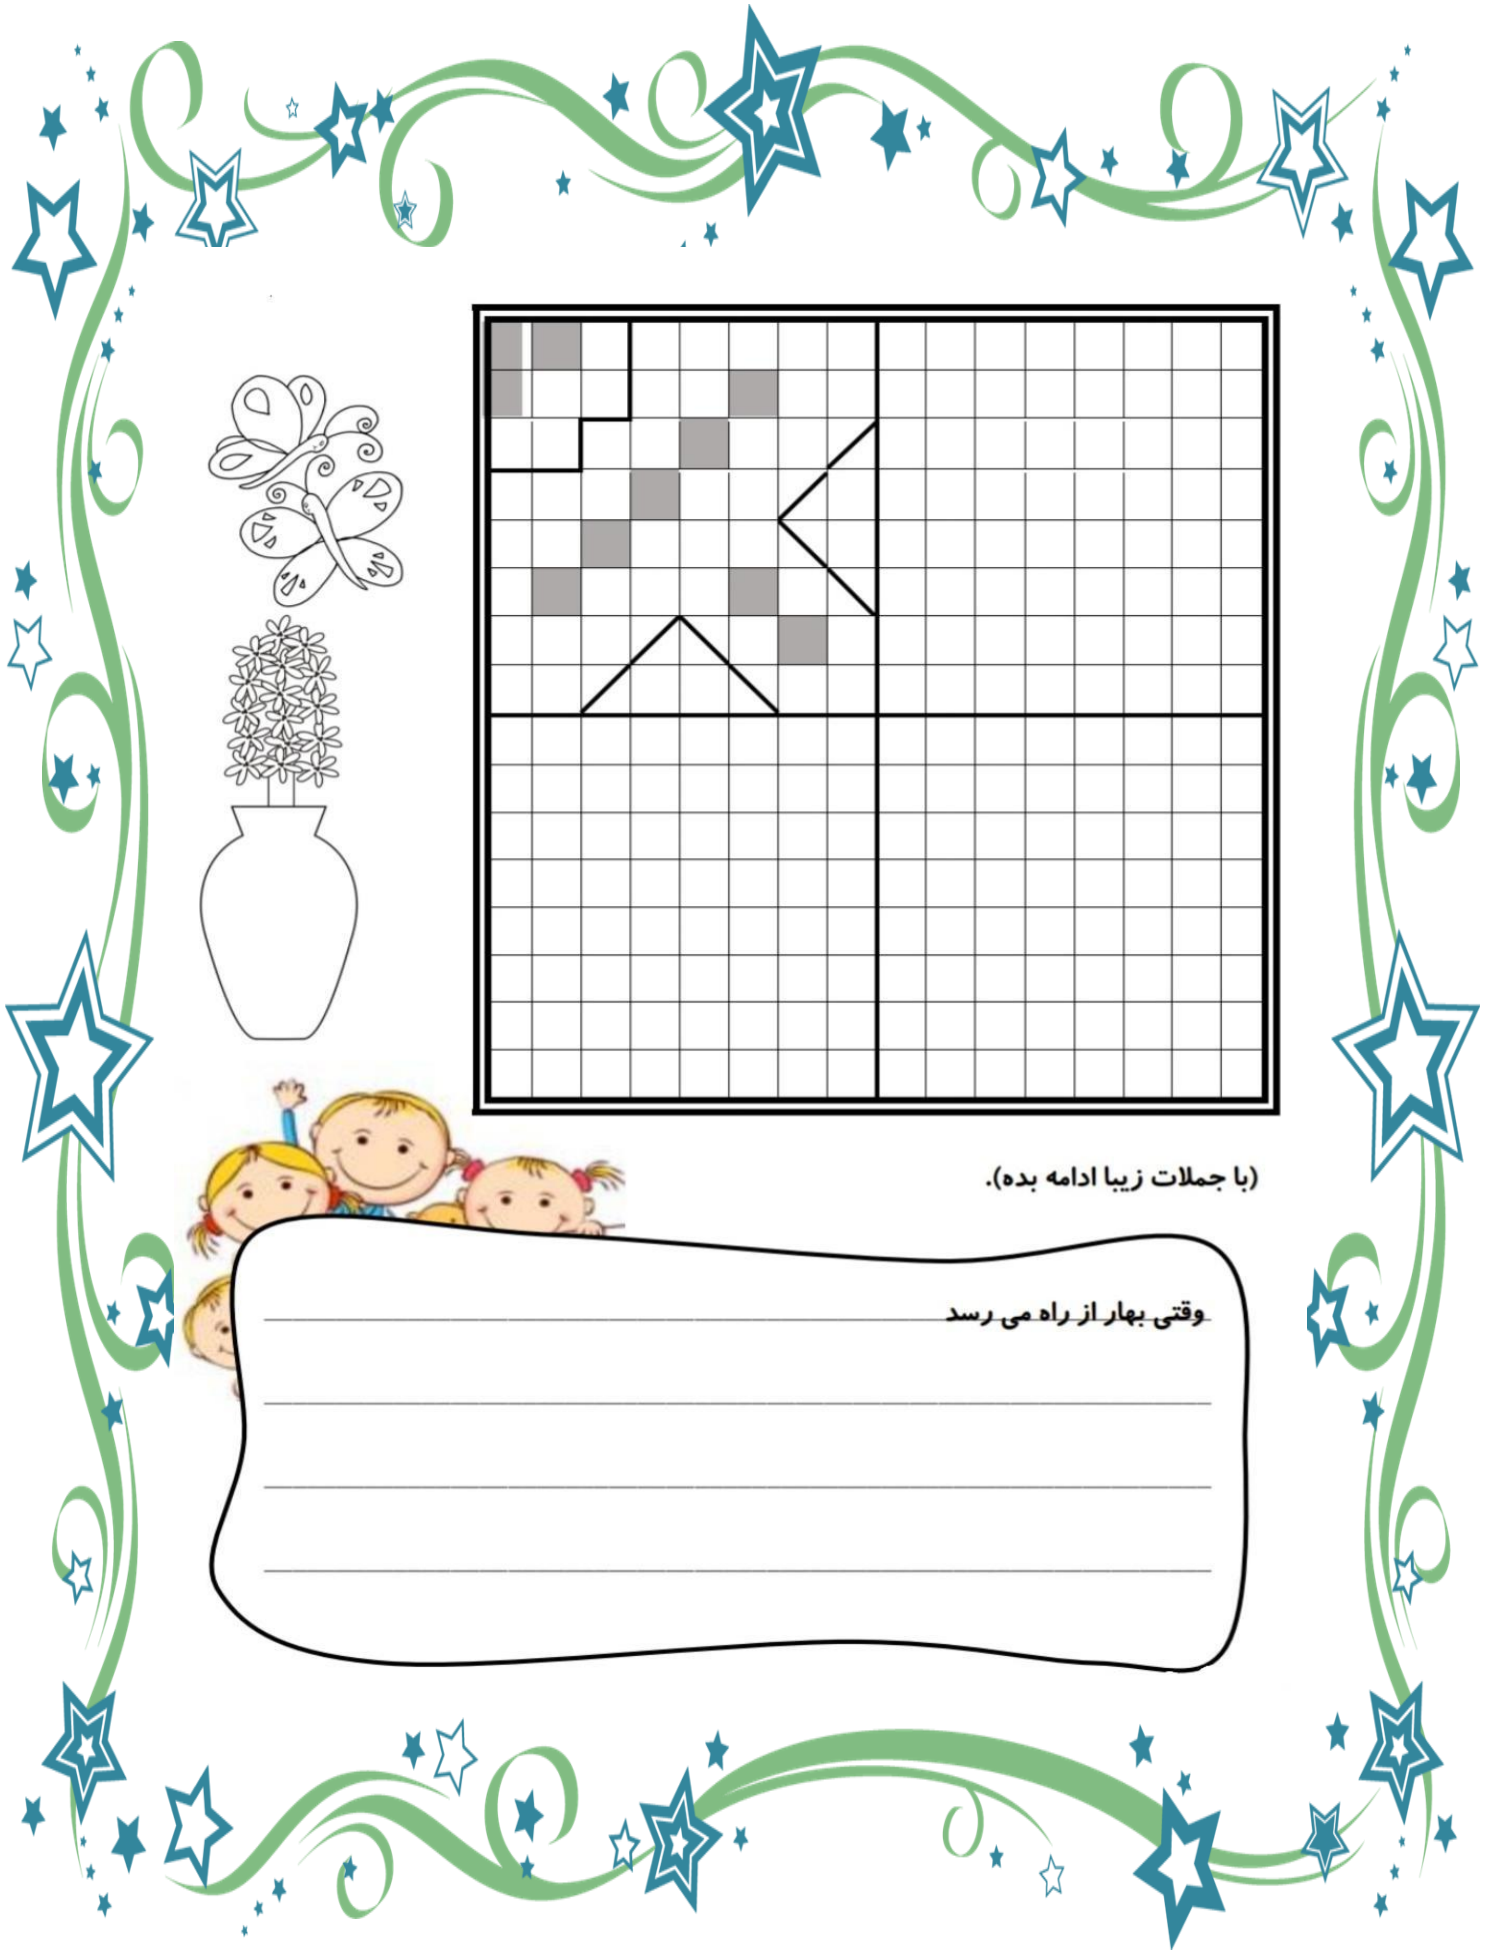 (با جملات زیبا ادامه بده).
وقتی بهار از راه می رسد